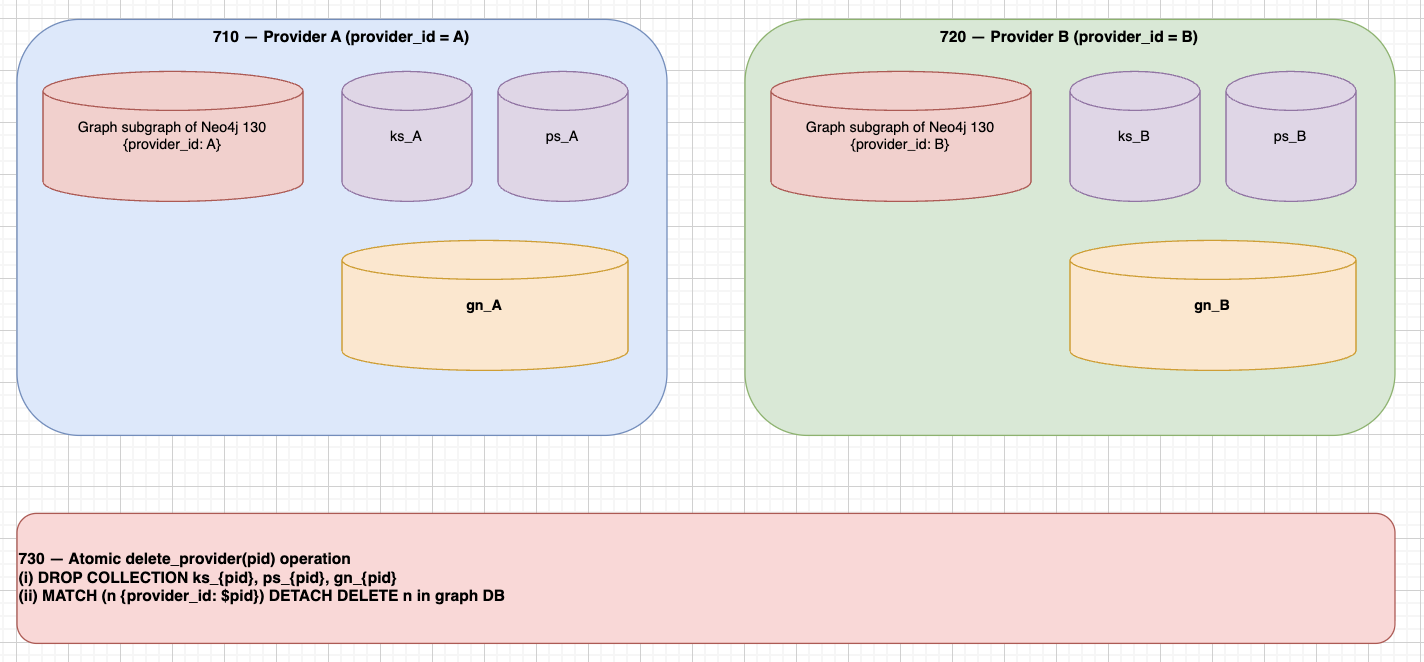 710 — Provider A (provider_id = A)
Graph subgraph of Neo4j 130
{provider_id: A}
ks_A
ps_A
gn_A
720 — Provider B (provider_id = B)
Graph subgraph of Neo4j 130
{provider_id: B}
ks_B
ps_B
gn_B
730 — Atomic delete_provider(pid) operation
(i) DROP COLLECTION ks_{pid}, ps_{pid}, gn_{pid}
(ii) MATCH (n {provider_id: $pid}) DETACH DELETE n in graph DB